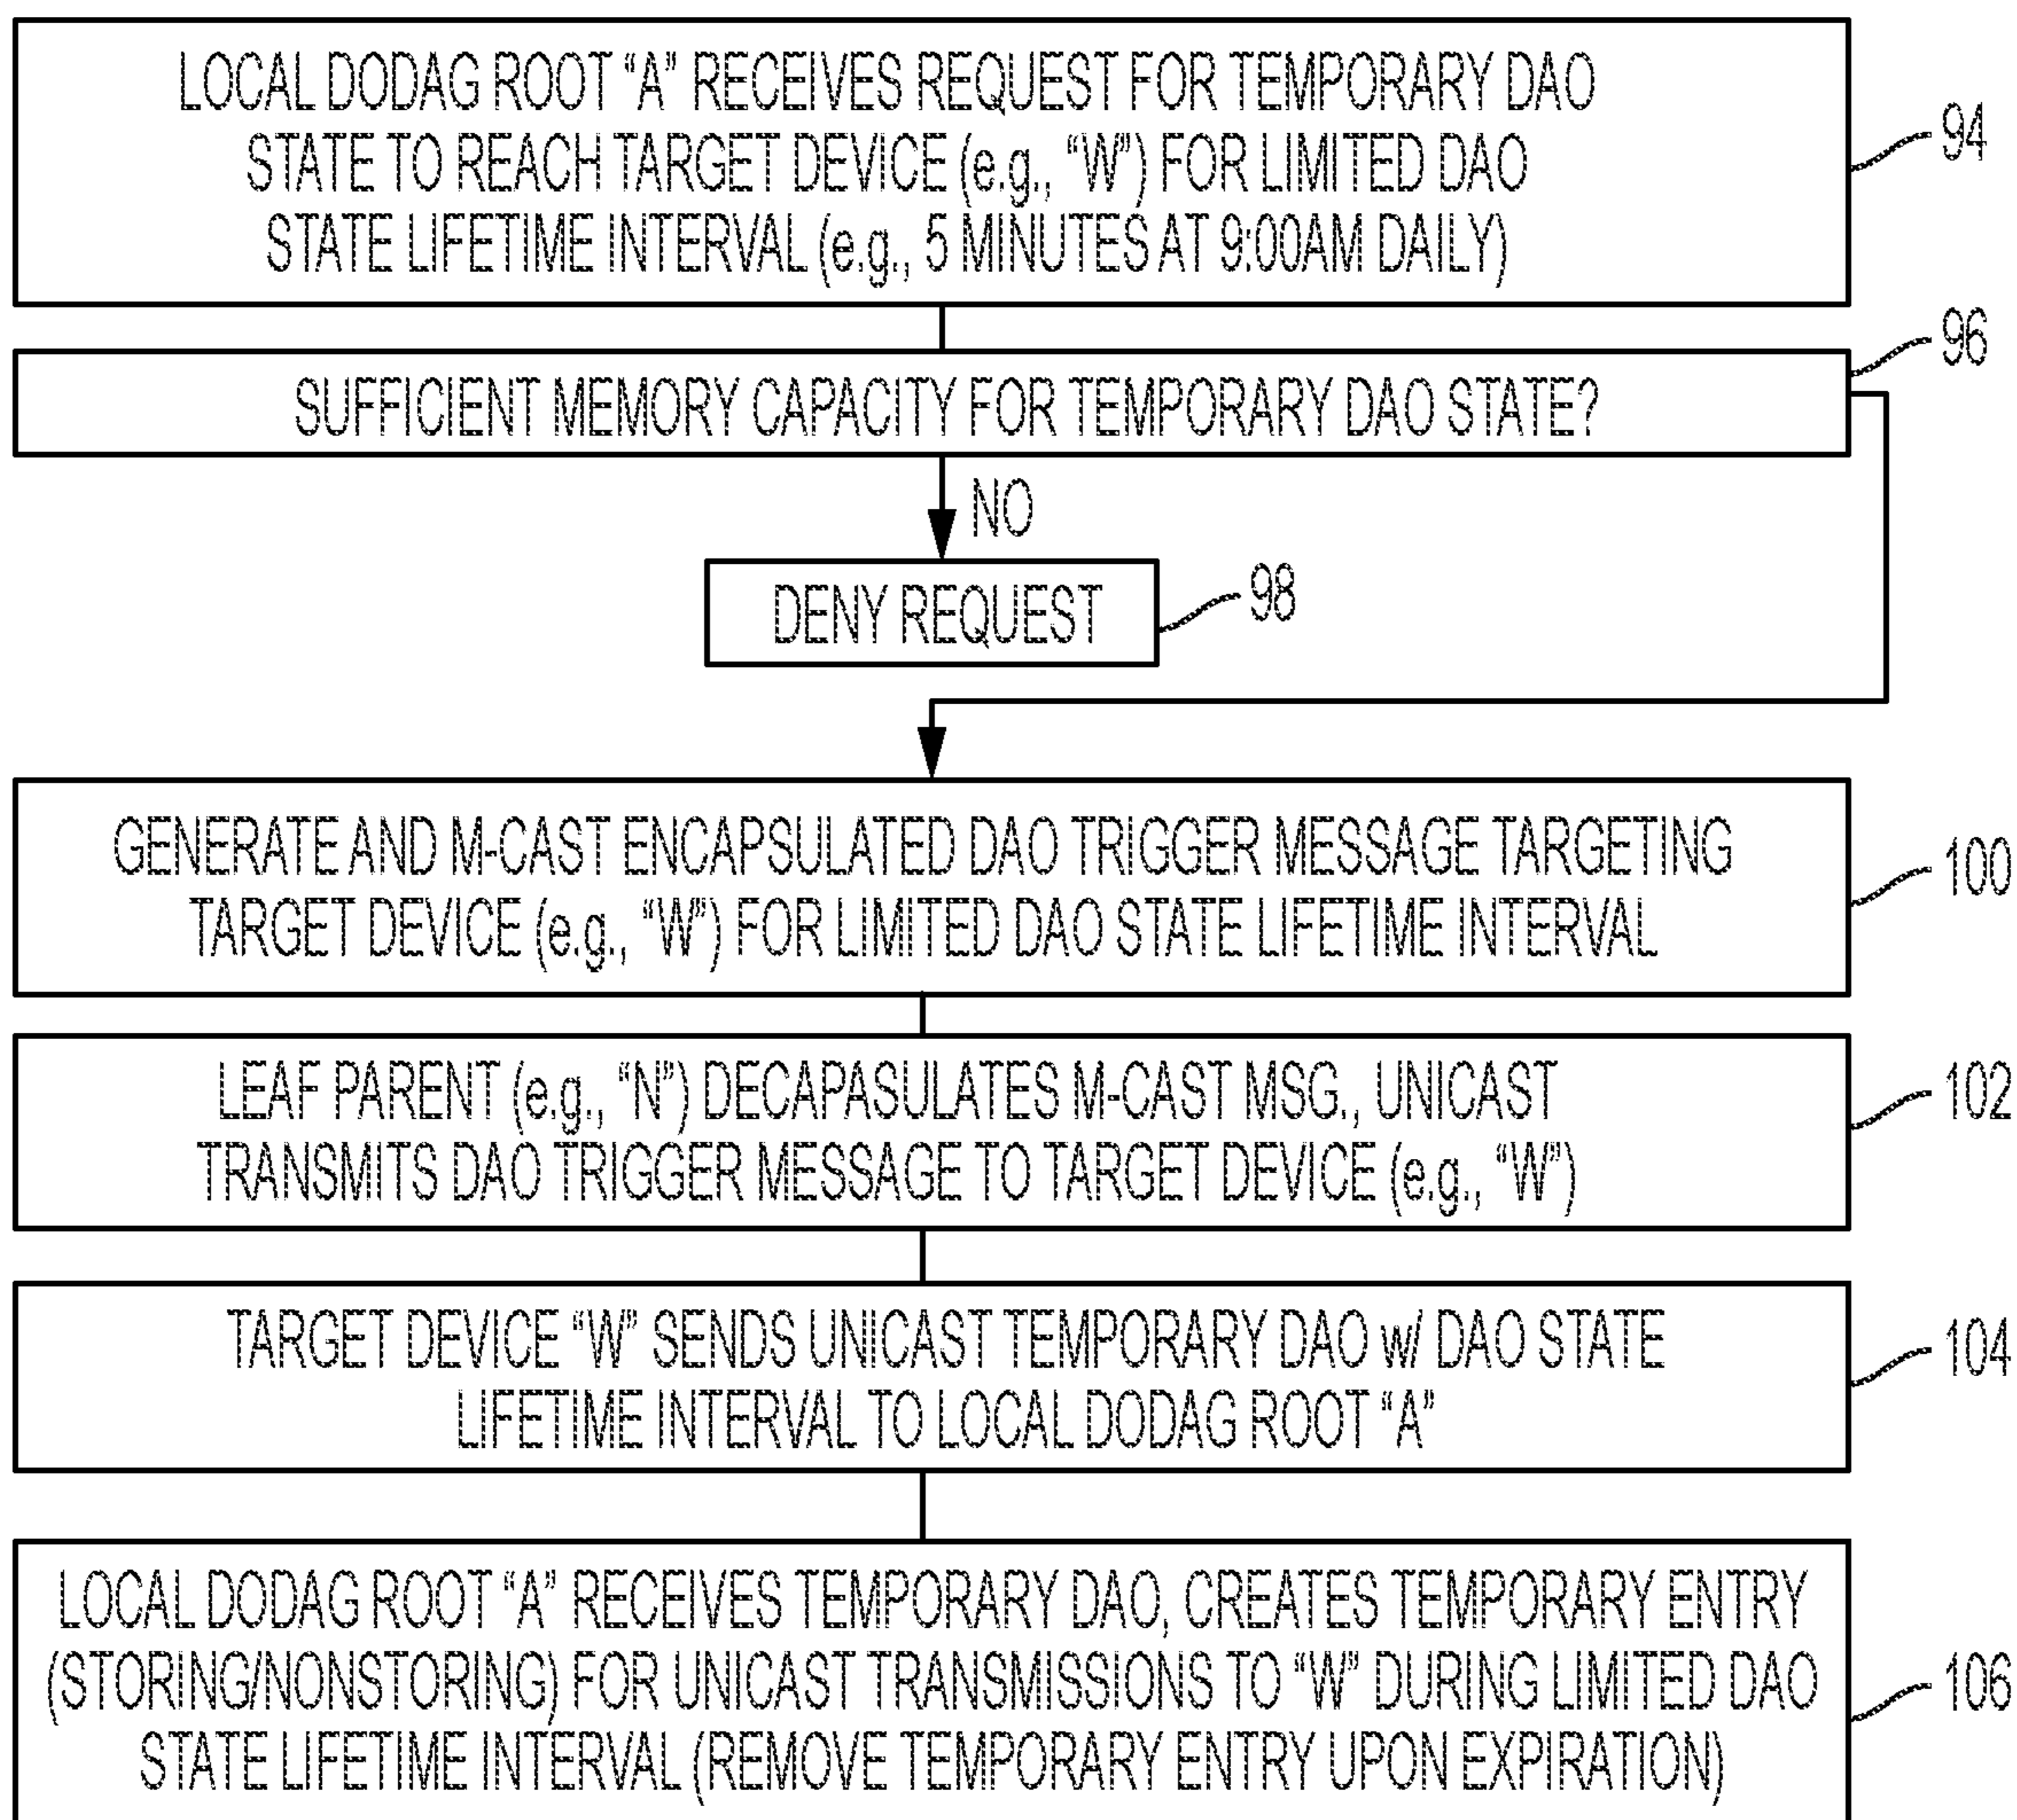 LOCAL DODAG ROOT “A” RECEIVES REQUEST FOR TEMPORARY DAO
STATE TO REACH TARGET DEVICE (e.g., “W”) FOR LIMITED DAO
STATE LIFETIME INTERVAL (e.g., 5 MINUTES AT 9:00AM DAILY)
94
96
SUFFICIENT MEMORY CAPACITY FOR TEMPORARY DAO STATE?
NO
DENY REQUEST
98
GENERATE AND M-CAST ENCAPSULATED DAO TRIGGER MESSAGE TARGETING
TARGET DEVICE (e.g., “W”) FOR LIMITED DAO STATE LIFETIME INTERVAL
100
LEAF PARENT (e.g., “N”) DECAPASULATES M-CAST MSG., UNICAST
TRANSMITS DAO TRIGGER MESSAGE TO TARGET DEVICE (e.g., “W”)
102
TARGET DEVICE “W” SENDS UNICAST TEMPORARY DAO w/ DAO STATE
LIFETIME INTERVAL TO LOCAL DODAG ROOT “A”
104
LOCAL DODAG ROOT “A” RECEIVES TEMPORARY DAO, CREATES TEMPORARY ENTRY
(STORING/NONSTORING) FOR UNICAST TRANSMISSIONS TO “W” DURING LIMITED DAO
STATE LIFETIME INTERVAL (REMOVE TEMPORARY ENTRY UPON EXPIRATION)
106